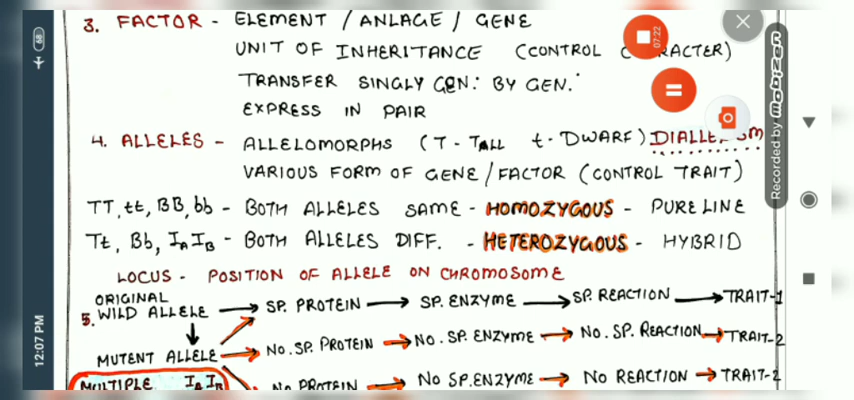 3. FACTOR - ELEMENT / ANLAGE / GENE
UNIT OF INHERITANCE (CONTROL
TRANSFER SINGLY GEN. BY GEN.
EXPRESS IN PAIR
4. ALLELES - ALLELOMORPHS (T - TALL t - DWARF)
VARIOUS FORM OF GENE/FACTOR (CONTROL TRAIT)
TT, tt, BB, bb - BOTH ALLELES SAME - HOMOZYGOUS - PURELINE
Tt, Bb, IA IB - BOTH ALLELES DIFF. - HETEROZYGOUS - HYBRID
LOCUS - POSITION OF ALLELE ON CHROMOSOME
ORIGINAL
5. WILD ALLELE → SP. PROTEIN → SP. ENZYME → SP. REACTION → TRAIT-1
MUTENT ALLELE → NO. SP. PROTEIN → NO. SP. ENZYME → NO. SP. REACTION → TRAIT-2
MULTIPLE IA IB NO PROTEIN → NO SP. ENZYME → NO REACTION → TRAIT-2
07:22
Recorded by
68
12:07 PM